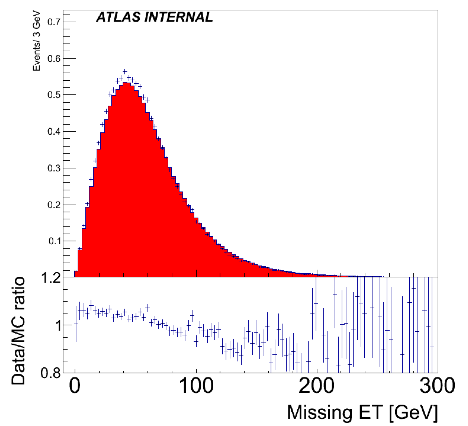 ATLAS INTERNAL
Events/ 3 GeV
0.7
0.6
0.5
0.4
0.3
0.2
0.1
Data/MC ratio
1.2
1
0.8
0 100 200 300
Missing ET [GeV]